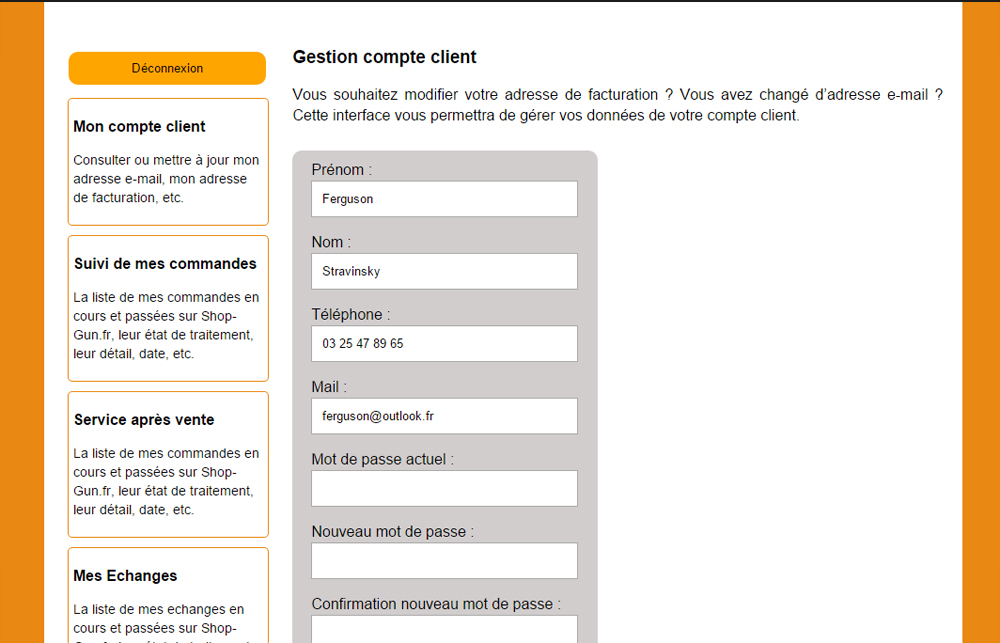 Déconnexion
Mon compte client
Consulter ou mettre à jour mon
adresse e-mail, mon adresse
de facturation, etc.
Suivi de mes commandes
La liste de mes commandes en
cours et passées sur Shop-
Gun.fr, leur état de traitement,
leur détail, date, etc.
Service après vente
La liste de mes commandes en
cours et passées sur Shop-
Gun.fr, leur état de traitement,
leur détail, date, etc.
Mes Echanges
La liste de mes echanges en
cours et passées sur Shop-
Gestion compte client
Vous souhaitez modifier votre adresse de facturation ? Vous avez changé d'adresse e-mail ?
Cette interface vous permettra de gérer vos données de votre compte client.
Prénom :
Ferguson
Nom :
Stravinsky
Téléphone :
03 25 47 89 65
Mail :
ferguson@outlook.fr
Mot de passe actuel :
Nouveau mot de passe :
Confirmation nouveau mot de passe :